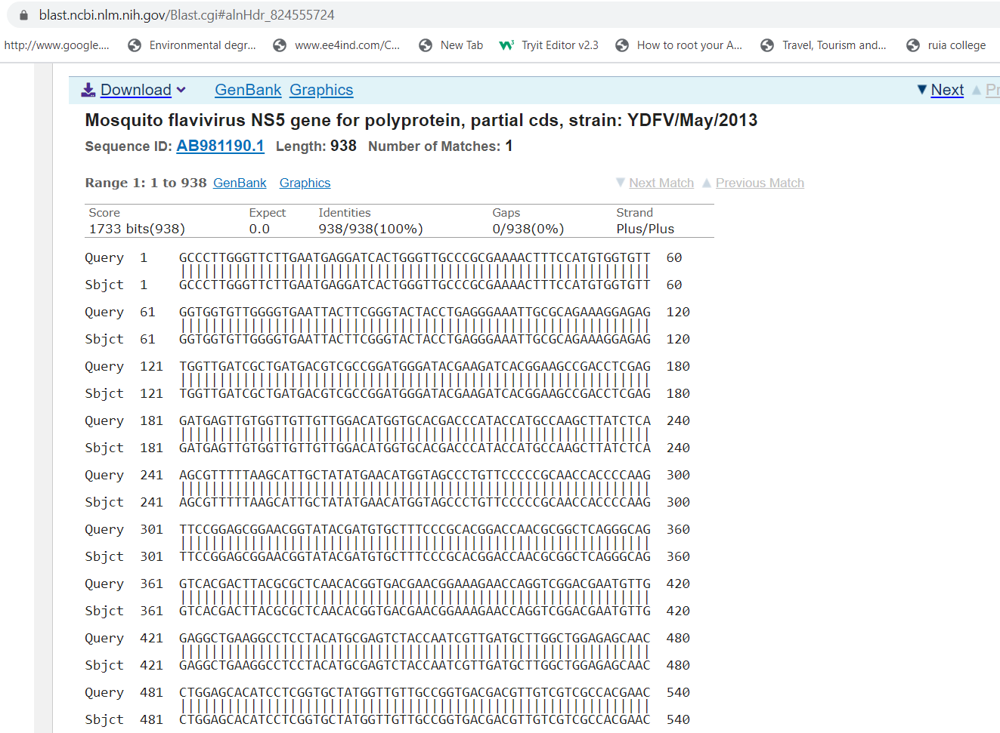 blast.ncbi.nlm.nih.gov/Blast.cgi#alnHdr_824555724
http://www.google.... Environmental degr... www.ee4ind.com/C... New Tab Tryit Editor v2.3 How to root your A... Travel, Tourism and... ruia college
Download GenBank Graphics Next Pr
Mosquito flavivirus NS5 gene for polyprotein, partial cds, strain: YDFV/May/2013
Sequence ID: AB981190.1 Length: 938 Number of Matches: 1
Range 1: 1 to 938 GenBank Graphics Next Match Previous Match
Score Expect Identities Gaps Strand
1733 bits(938) 0.0 938/938(100%) 0/938(0%) Plus/Plus
Query 1 GCCCTTGGGTTCTTGAATGAGGATCACTGGGTTGCCCGCGAAAACTTTCCATGTGGTGTT 60
Sbjct 1 GCCCTTGGGTTCTTGAATGAGGATCACTGGGTTGCCCGCGAAAACTTTCCATGTGGTGTT 60
Query 61 GGTGGTGTTGGGGTGAATTACTTCGGGTACTACCTGAGGGAAATTGCGCAGAAAGGAGAG 120
Sbjct 61 GGTGGTGTTGGGGTGAATTACTTCGGGTACTACCTGAGGGAAATTGCGCAGAAAGGAGAG 120
Query 121 TGGTTGATCGCTGATGACGTCGCCGGATGGGATACGAAGATCACGGAAGCCGACCTCGAG 180
Sbjct 121 TGGTTGATCGCTGATGACGTCGCCGGATGGGATACGAAGATCACGGAAGCCGACCTCGAG 180
Query 181 GATGAGTTGTGGTTGTTGTTGGACATGGTGCACGACCCATACCATGCCAAGCTTATCTCA 240
Sbjct 181 GATGAGTTGTGGTTGTTGTTGGACATGGTGCACGACCCATACCATGCCAAGCTTATCTCA 240
Query 241 AGCGTTTTTAAGCATTGCTATATGAACATGGTAGCCCTGTTCCCCCGCAACCACCCCAAG 300
Sbjct 241 AGCGTTTTTAAGCATTGCTATATGAACATGGTAGCCCTGTTCCCCCGCAACCACCCCAAG 300
Query 301 TTCCGGAGCGGAACGGTATACGATGTGCTTTCCCGCACGGACCAACGCGGCTCAGGGCAG 360
Sbjct 301 TTCCGGAGCGGAACGGTATACGATGTGCTTTCCCGCACGGACCAACGCGGCTCAGGGCAG 360
Query 361 GTCACGACTTACGCGCTCAACACGGTGACGAACGGAAAGAACCAGGTCGGACGAATGTTG 420
Sbjct 361 GTCACGACTTACGCGCTCAACACGGTGACGAACGGAAAGAACCAGGTCGGACGAATGTTG 420
Query 421 GAGGCTGAAGGCCTCCTACATGCGAGTCTACCAATCGTTGATGCTTGGCTGGAGAGCAAC 480
Sbjct 421 GAGGCTGAAGGCCTCCTACATGCGAGTCTACCAATCGTTGATGCTTGGCTGGAGAGCAAC 480
Query 481 CTGGAGCACATCCTCGGTGCTATGGTTGTTGCCGGTGACGACGTTGTCGTCGCCACGAAC 540
Sbjct 481 CTGGAGCACATCCTCGGTGCTATGGTTGTTGCCGGTGACGACGTTGTCGTCGCCACGAAC 540